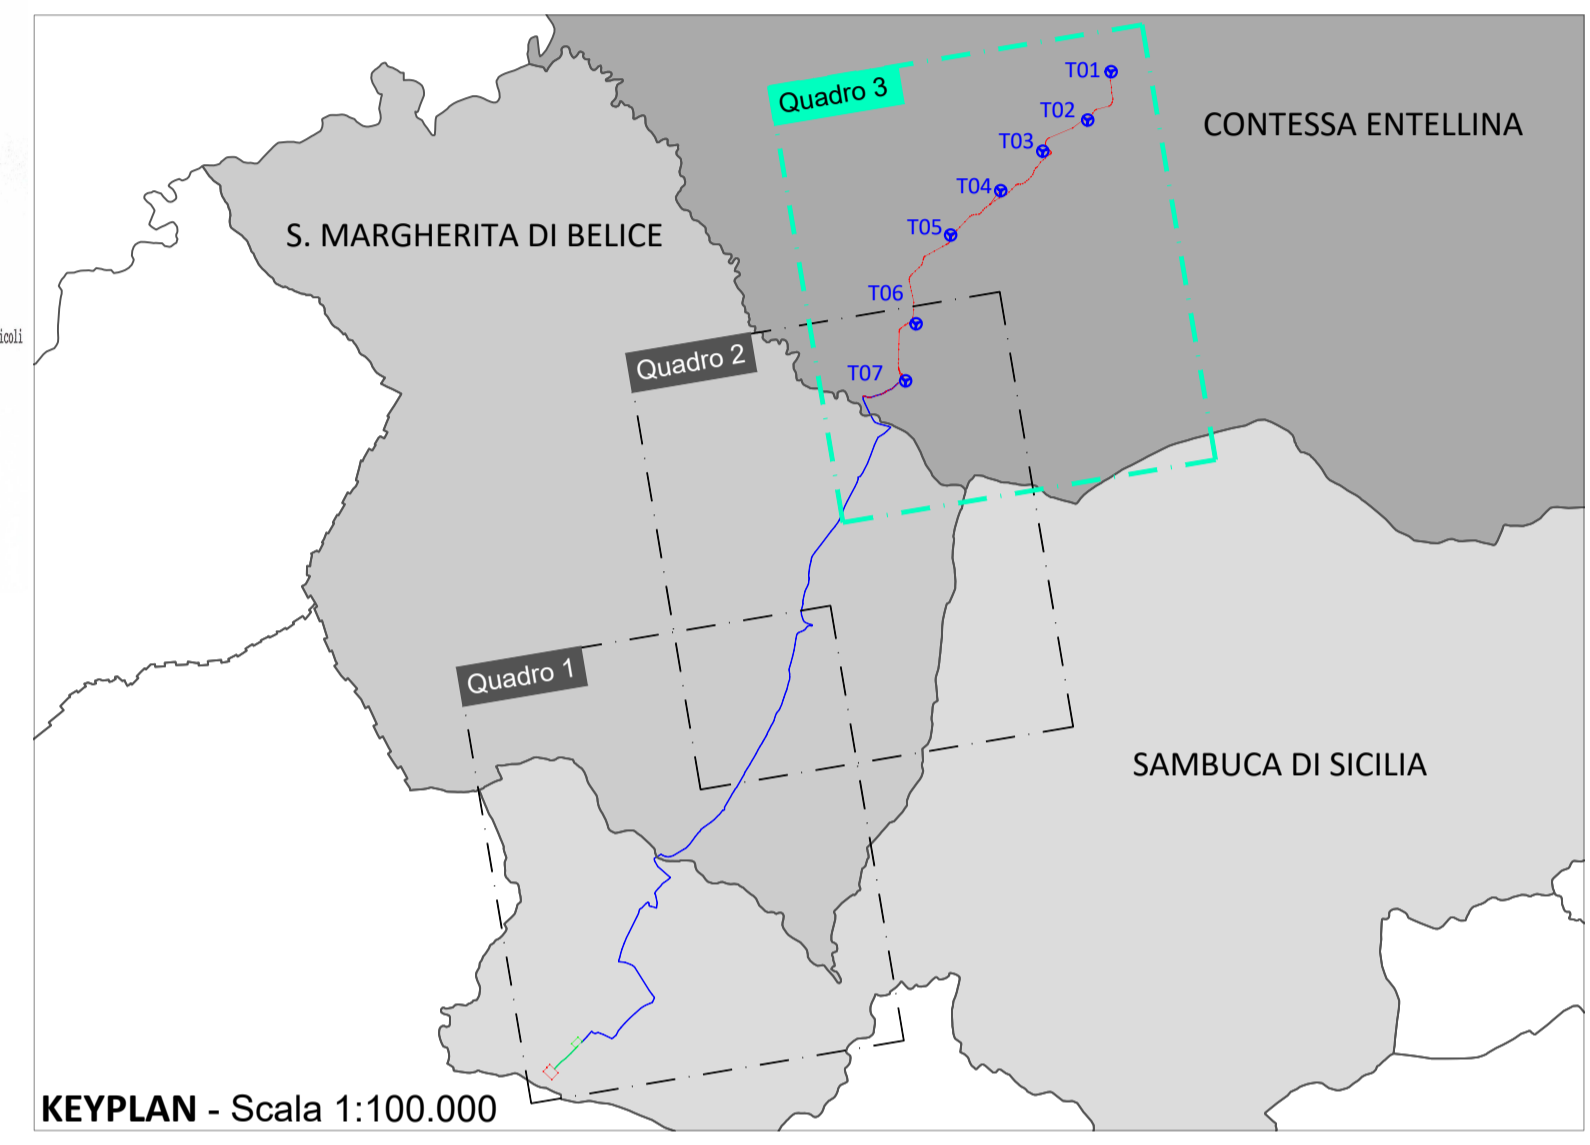 T01
Quadro 3
T02
CONTESSA ENTELLINA
T03
T04
T05
S. MARGHERITA DI BELICE
T06
icoli
Quadro 2
T07
Quadro 1
SAMBUCA DI SICILIA
KEYPLAN - Scala 1:100.000